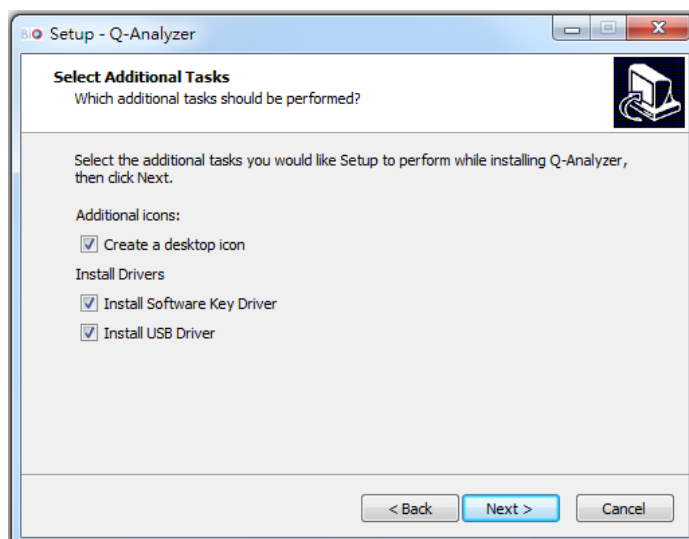 BIO Setup - Q-Analyzer
Select Additional Tasks
Which additional tasks should be performed?
Select the additional tasks you would like Setup to perform while installing Q-Analyzer,
then click Next.
Additional icons:
Create a desktop icon
Install Drivers
Install Software Key Driver
Install USB Driver
< Back Next > Cancel